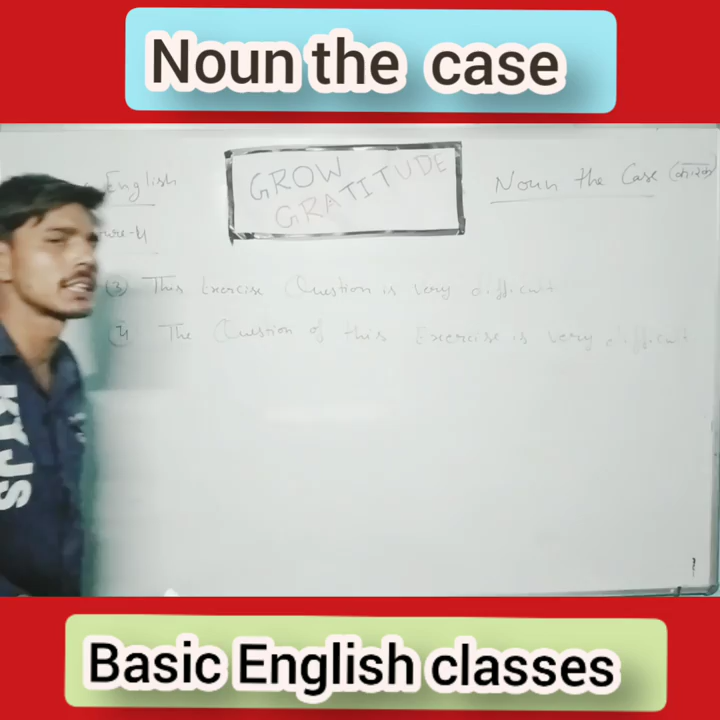 Noun the case
English
GROW
GRATITUDE
Noun the Case (कारक)
③ This Exercise Question is very difficult
The Question of this Exercise is very difficult
KTJS
Basic English classes